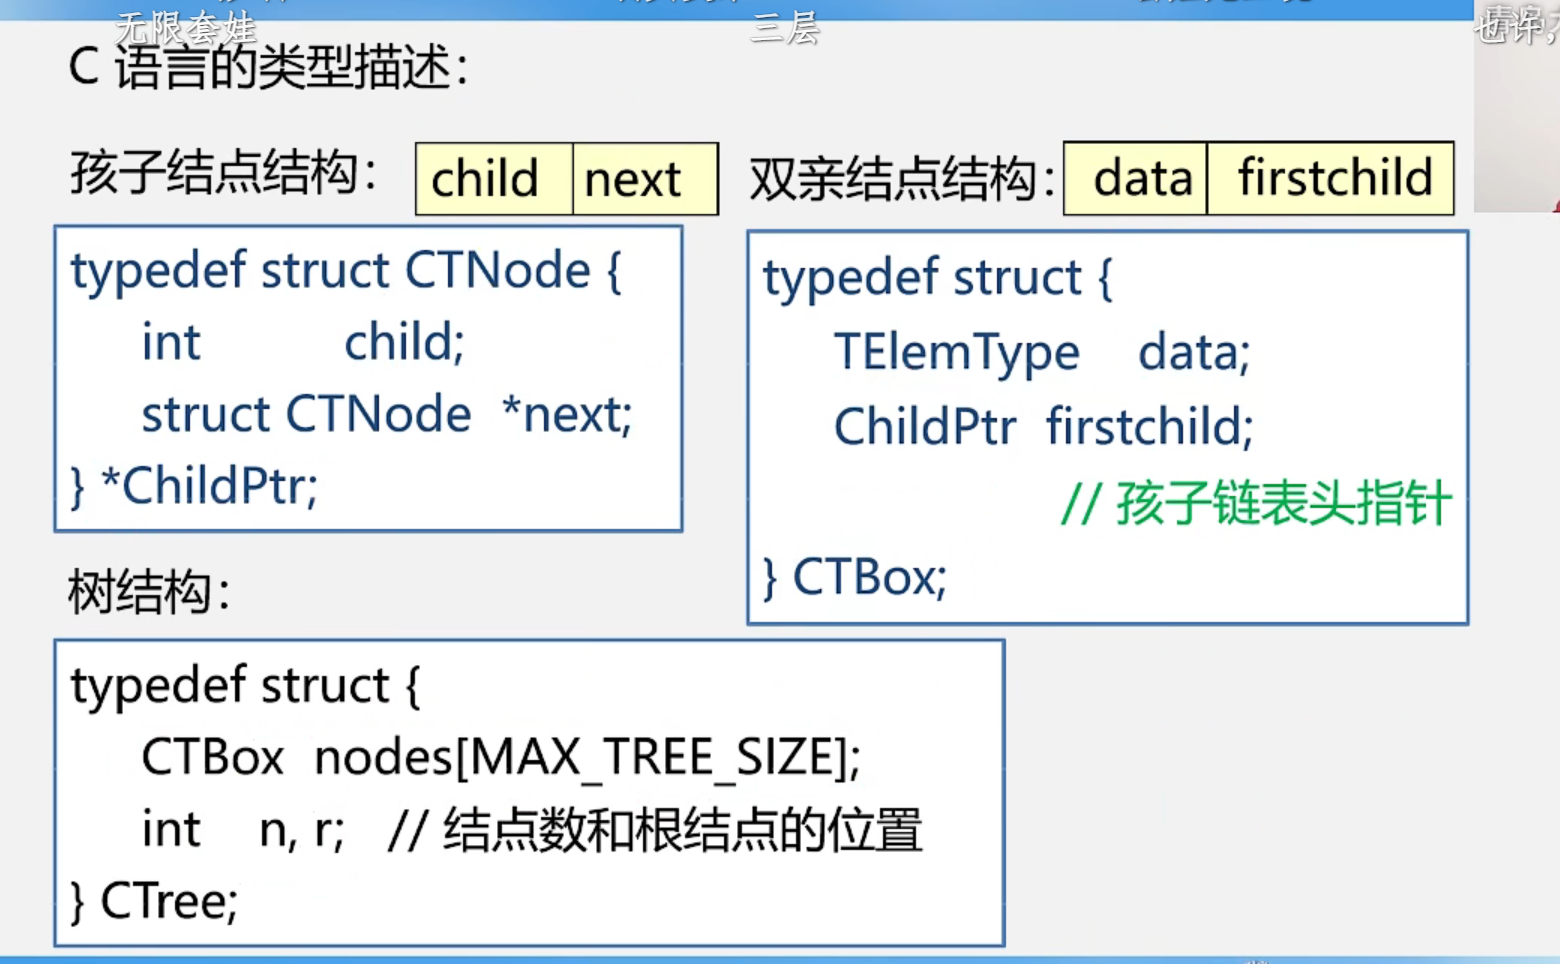 无限套娃
三层
也许,
C 语言的类型描述：
孩子结点结构： child next
双亲结点结构： data firstchild
typedef struct CTNode {
int child;
struct CTNode *next;
} *ChildPtr;
typedef struct {
TElemType data;
ChildPtr firstchild;
// 孩子链表头指针
} CTBox;
树结构：
typedef struct {
CTBox nodes[MAX_TREE_SIZE];
int n, r; // 结点数和根结点的位置
} CTree;